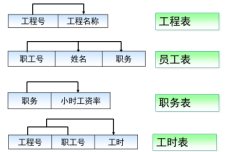 工程号 工程名称 工程表
职工号 姓名 职务 员工表
职务 小时工资率 职务表
工程号 职工号 工时 工时表